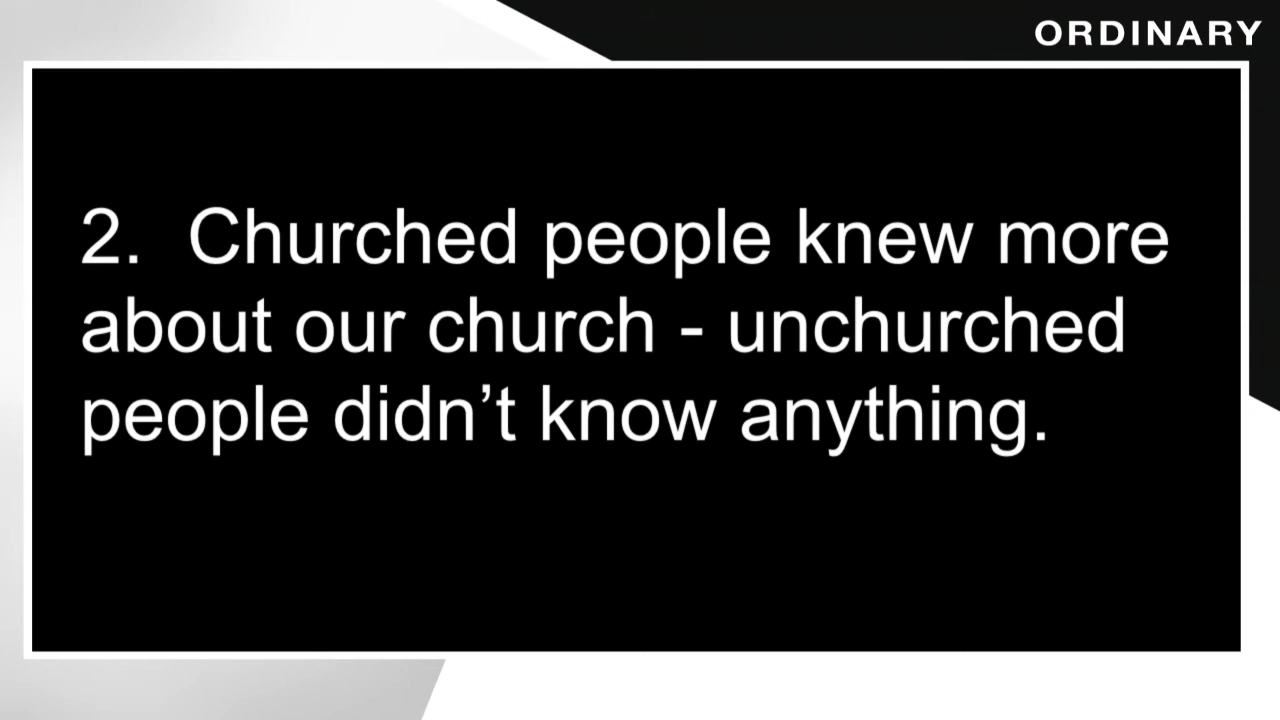 ORDINARY
2.  Churched people knew more
about our church - unchurched
people didn’t know anything.